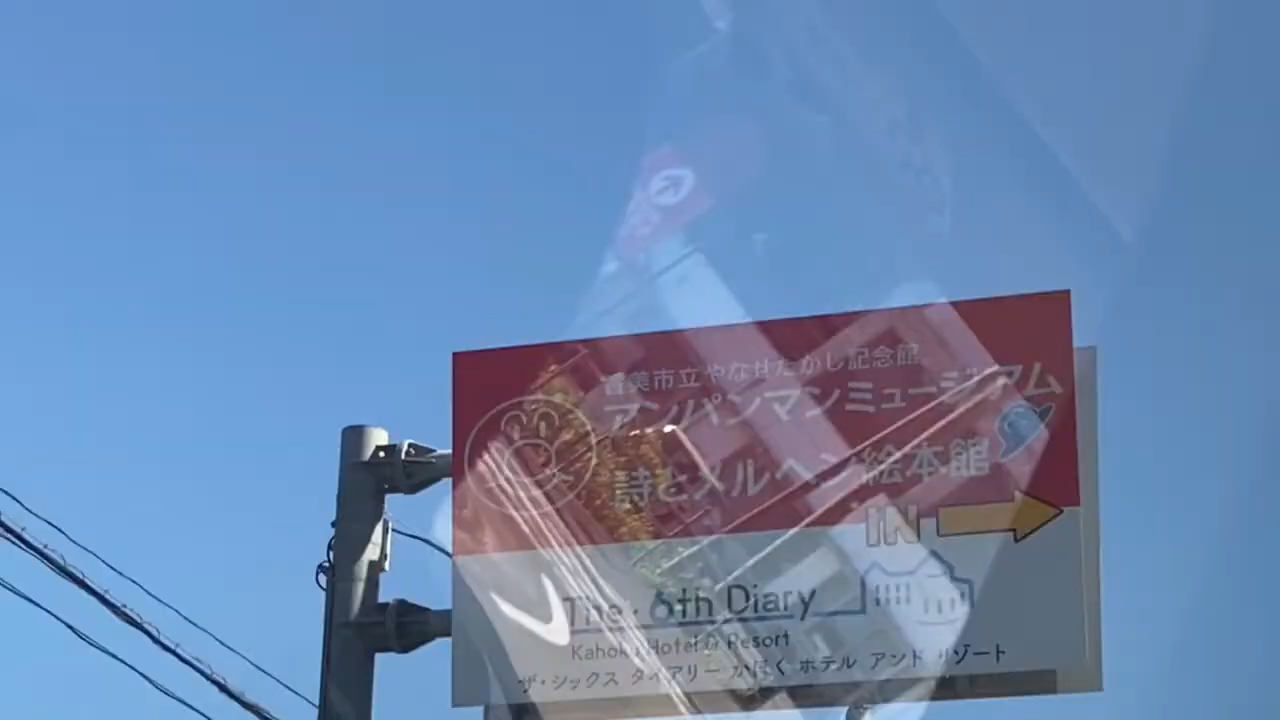 香美市立やなせたかし記念館
アンパンマンミュージアム
詩とメルヘン絵本館
IN
The・6th Diary
Kahoku Hotel & Resort
ザ・シックス ダイアリー かほく ホテル アンド リゾート